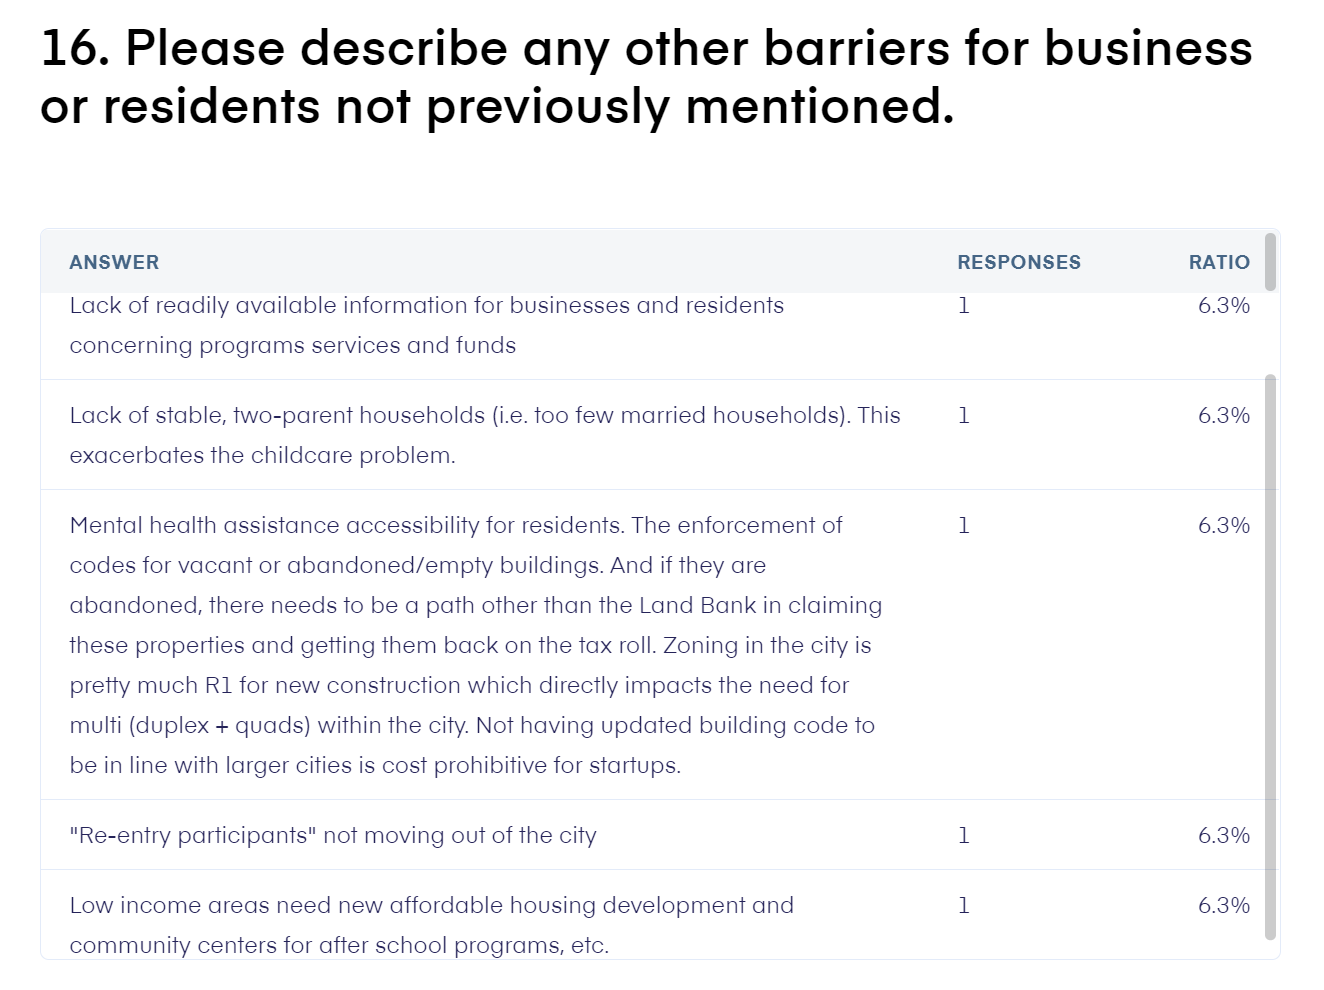 16. Please describe any other barriers for business
or residents not previously mentioned.
ANSWER RESPONSES RATIO
Lack of readily available information for businesses and residents 1 6.3%
concerning programs services and funds
Lack of stable, two-parent households (i.e. too few married households). This 1 6.3%
exacerbates the childcare problem.
Mental health assistance accessibility for residents. The enforcement of 1 6.3%
codes for vacant or abandoned/empty buildings. And if they are
abandoned, there needs to be a path other than the Land Bank in claiming
these properties and getting them back on the tax roll. Zoning in the city is
pretty much R1 for new construction which directly impacts the need for
multi (duplex + quads) within the city. Not having updated building code to
be in line with larger cities is cost prohibitive for startups.
"Re-entry participants" not moving out of the city 1 6.3%
Low income areas need new affordable housing development and 1 6.3%
community centers for after school programs, etc.